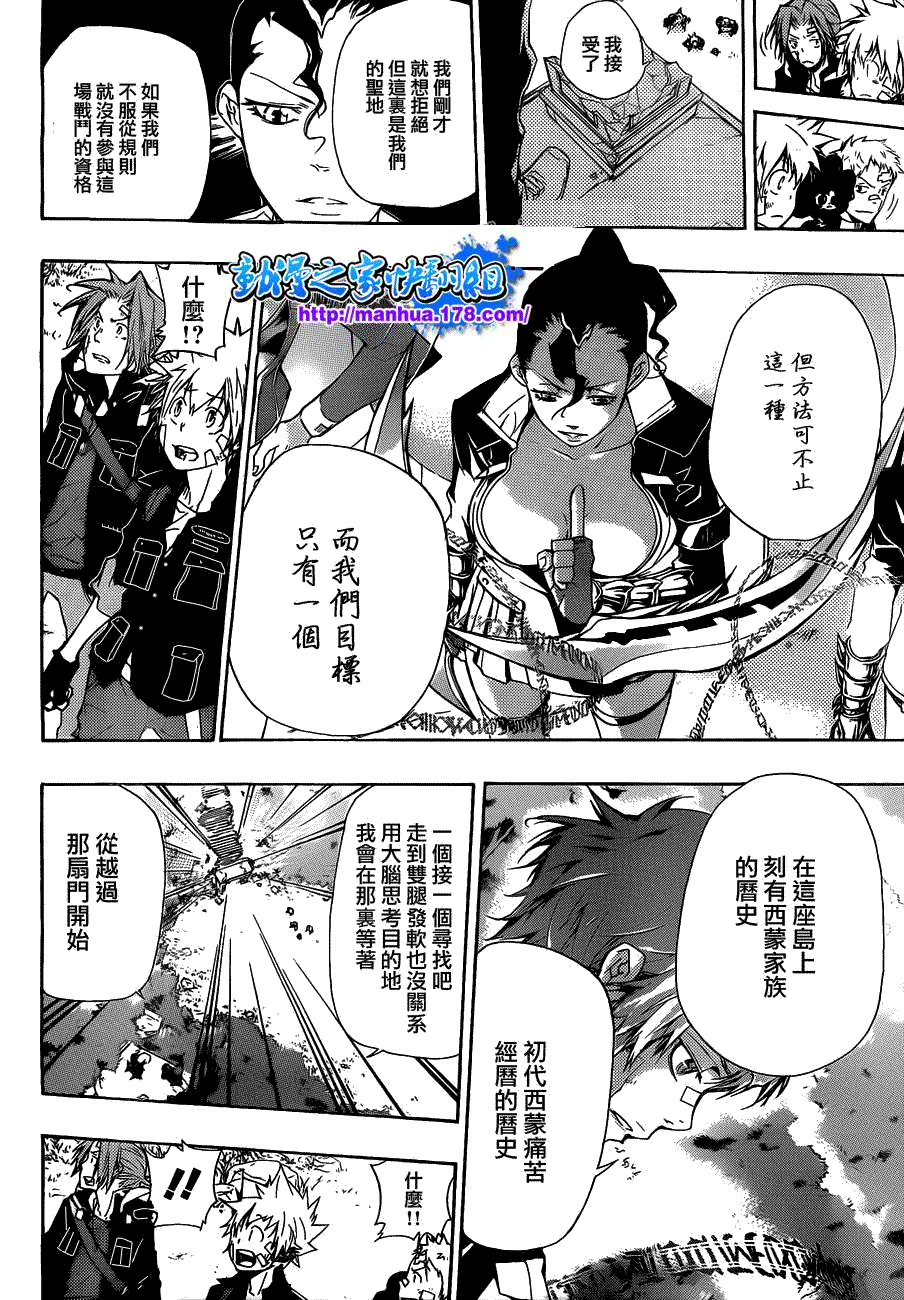 我接
受了
我們剛才
就想拒絕
但這裏是我們
的聖地
如果我們
不服從規則
就沒有參與這
場戰鬥的資格
動漫之家快翻組
http://manhua.178.com/
但方法可不止
這一種
而我們目標
只有一個
什麼!?
在這座島上
刻有西蒙家族
的曆史
初代西蒙痛苦
經曆的曆史
一個接一個尋找吧
走到雙腿發軟也沒關系
用大腦思考目的地
我會在那裏等著
從越過
那扇門開始
什麼!!
!!